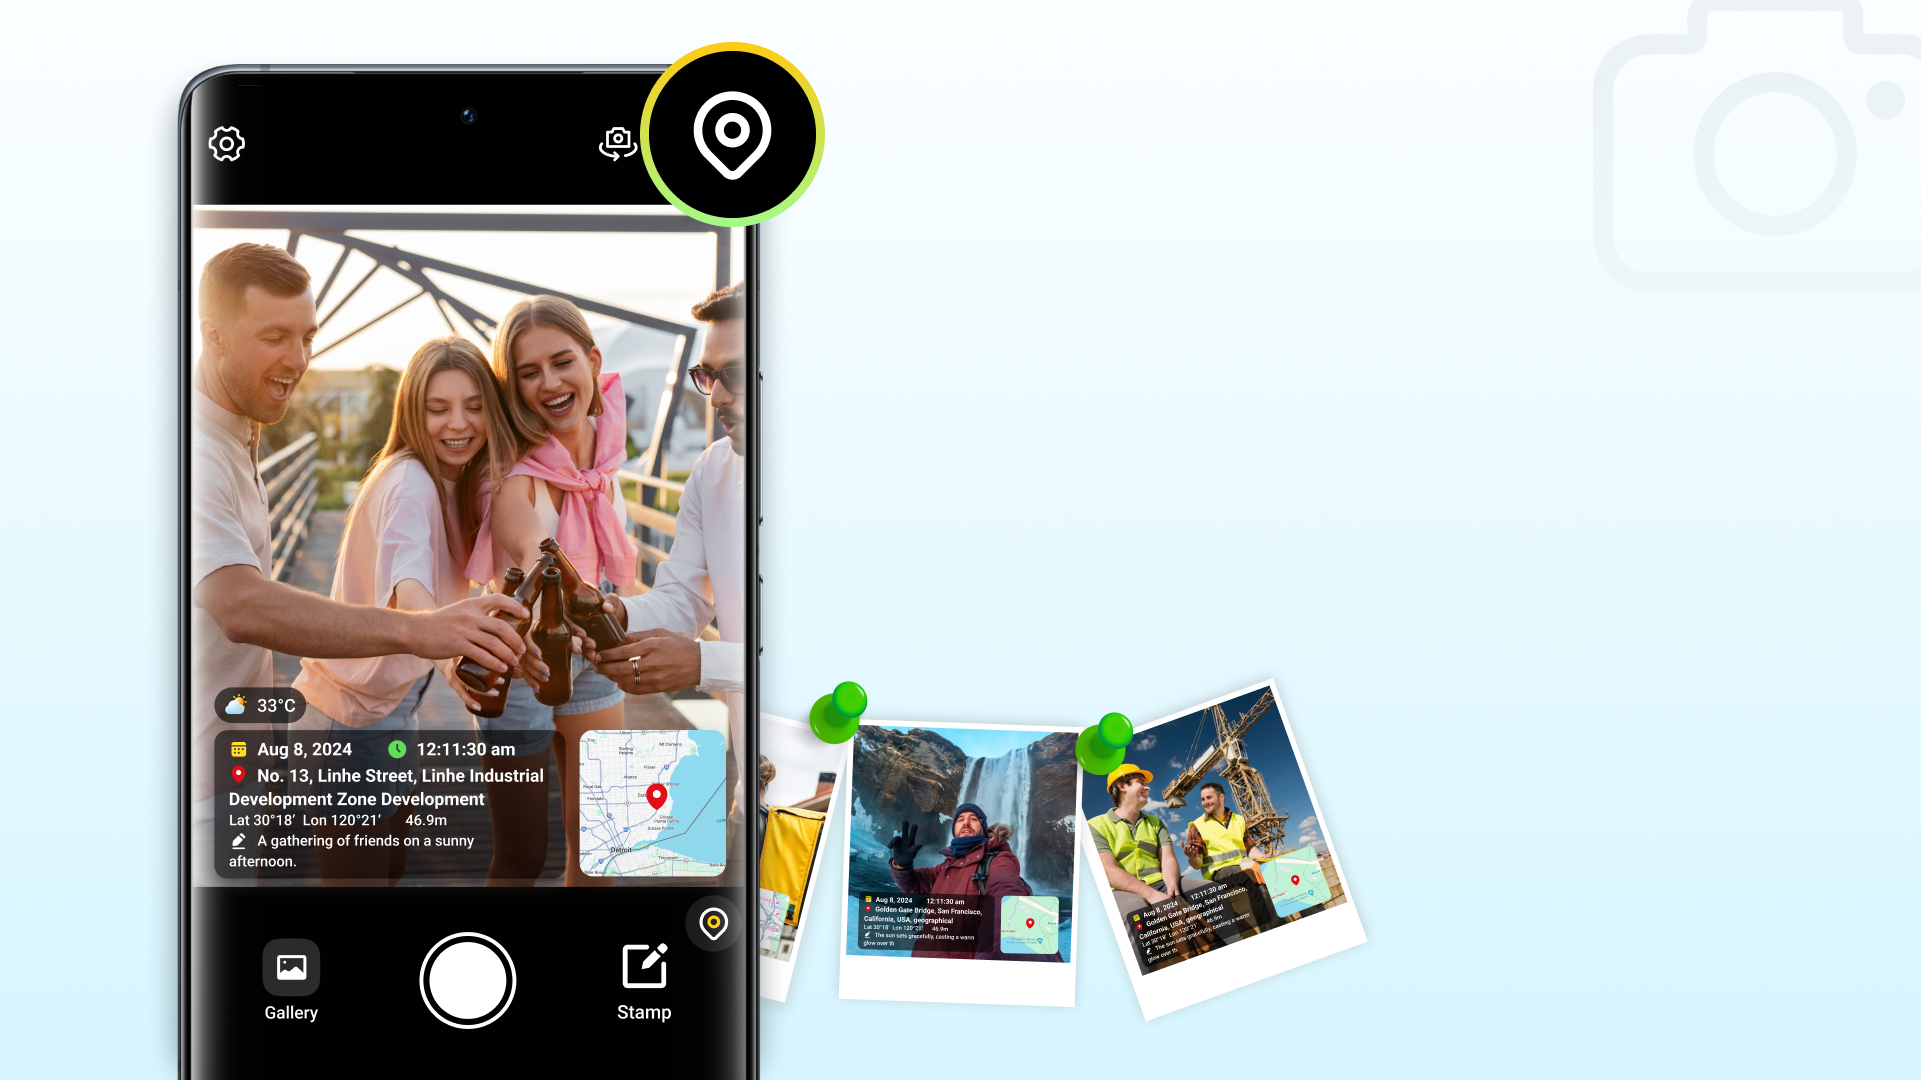 33°C
Aug 8, 2024 12:11:30 am
No. 13, Linhe Street, Linhe Industrial
Development Zone Development
Lat 30°18’ Lon 120°21’ 46.9m
A gathering of friends on a sunny
afternoon.
Detroit
Gallery
Stamp
Aug 8, 2024 12:11:30 am
Golden Gate Bridge, San Francisco,
California, USA, geographical
Lat 30°18’ Lon 120°21’ 46.9m
The sun sets gracefully, casting a warm
glow over th
Aug 8, 2024 12:11:30 am
Golden Gate Bridge, San Francisco,
California, USA, geographical
Lat 30°18’ Lon 120°21’ 46.9m
The sun sets gracefully, casting a warm
glow over th